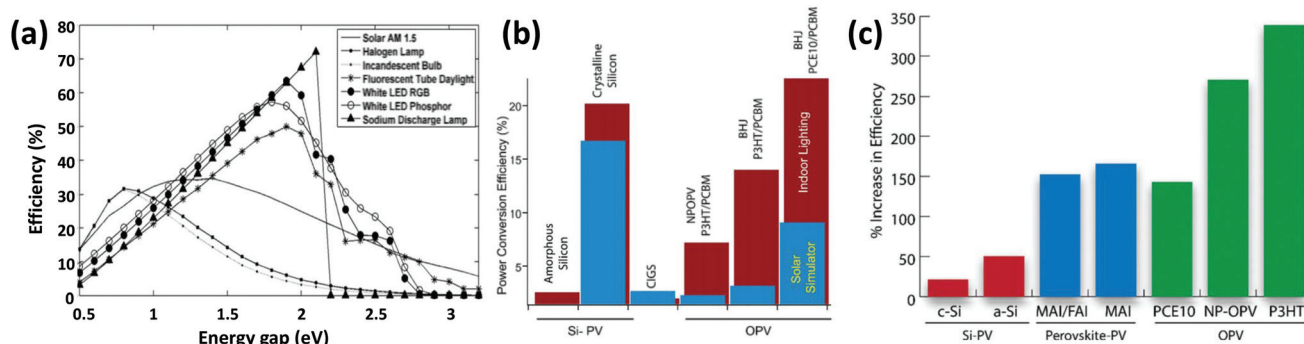 (a)
80
70
60
50
40
30
20
10
0
Efficiency (%)
0.5
1
1.5
2
2.5
3
Energy gap (eV)
Solar AM 1.5
Halogen Lamp
Incandescent Bulb
Fluorescent Tube Daylight
White LED RGB
White LED Phosphor
Sodium Discharge Lamp
(b)
Power Conversion Efficiency (%)
20
15
10
5
Amorphous
Silicon
Crystalline
Silicon
CIGS
NPOPV
P3HT/PCBM
BHJ
P3HT/PCBM
BHJ
PCE10/PCBM
Indoor Lighting
Solar
Simulator
Si- PV
OPV
(c)
% Increase in Efficiency
350
300
250
200
150
100
50
0
c-Si
a-Si
MAI/FAI
MAI
PCE10
NP-OPV
P3HT
Si-PV
Perovskite-PV
OPV